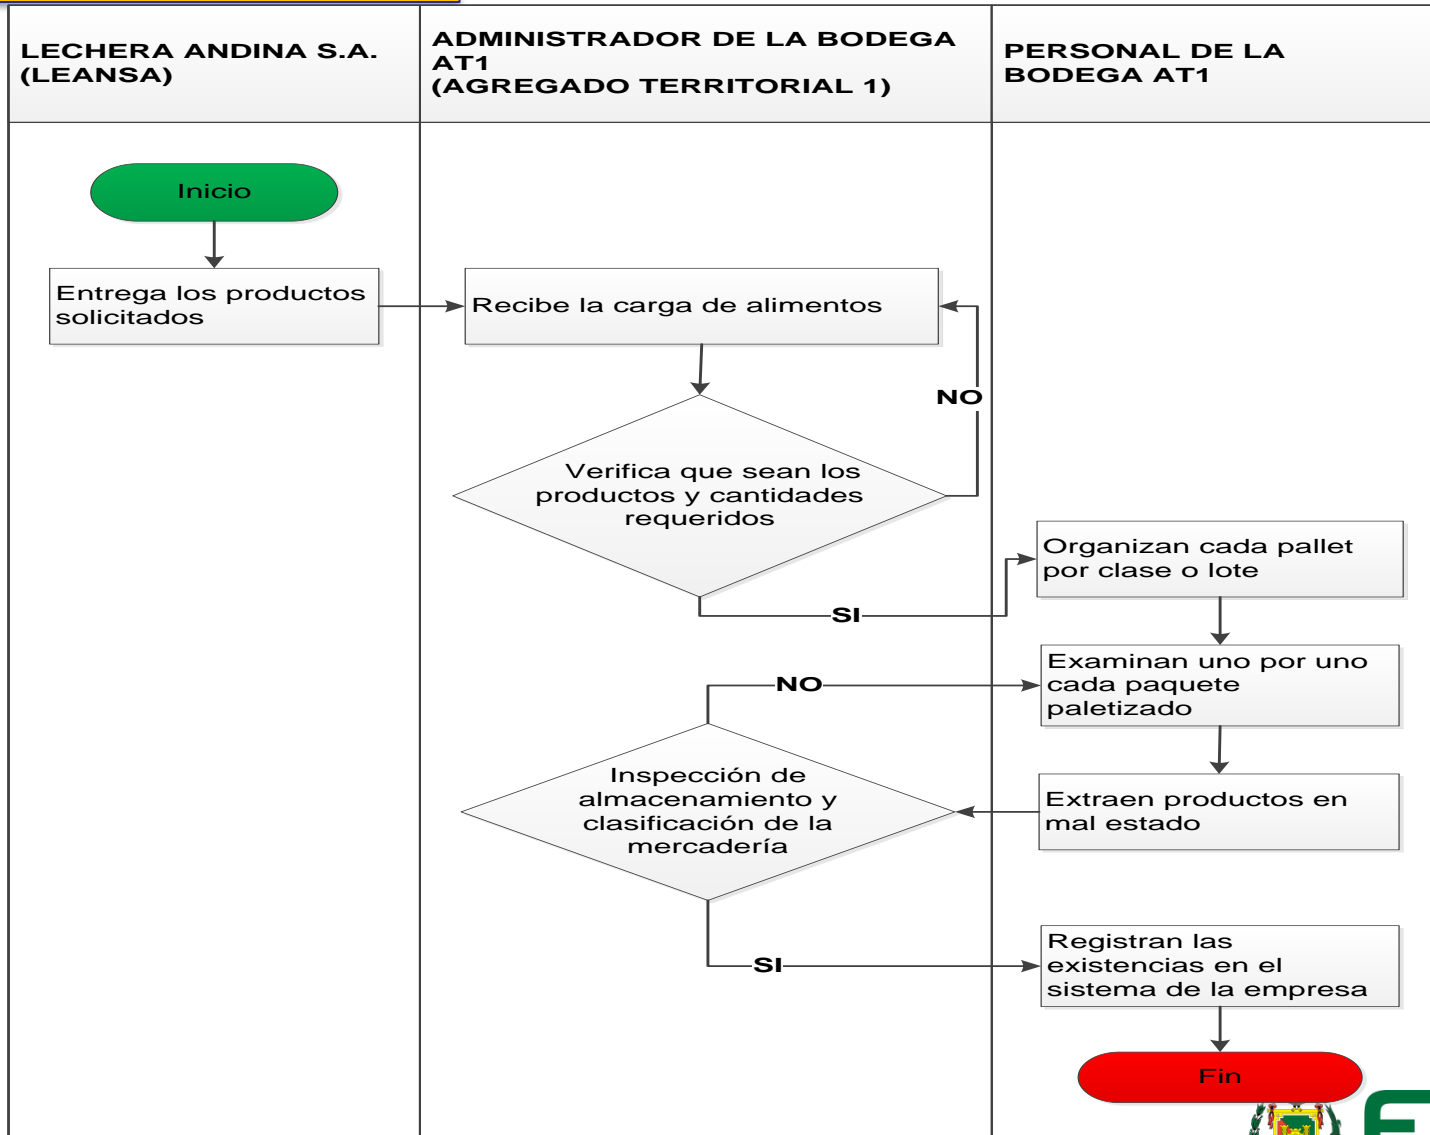 LECHERA ANDINA S.A.
(LEANSA)
ADMINISTRADOR DE LA BODEGA
AT1
(AGREGADO TERRITORIAL 1)
PERSONAL DE LA
BODEGA AT1
Inicio
Entrega los productos
solicitados
Recibe la carga de alimentos
NO
Verifica que sean los
productos y cantidades
requeridos
SI
Organizan cada pallet
por clase o lote
Examinan uno por uno
cada paquete
paletizado
NO
Inspección de
almacenamiento y
clasificación de la
mercadería
Extraen productos en
mal estado
SI
Registran las
existencias en el
sistema de la empresa
Fin